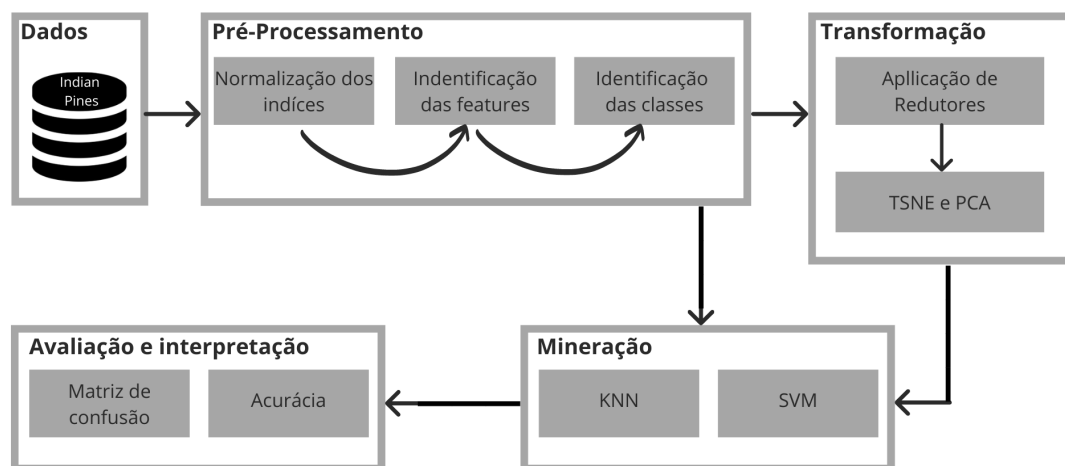 Dados
Indian
Pines
Pré-Processamento
Normalização dos
indíces
Indentificação
das features
Identificação
das classes
Transformação
Apllicação de
Redutores
TSNE e PCA
Avaliação e interpretação
Matriz de
confusão
Acurácia
Mineração
KNN
SVM